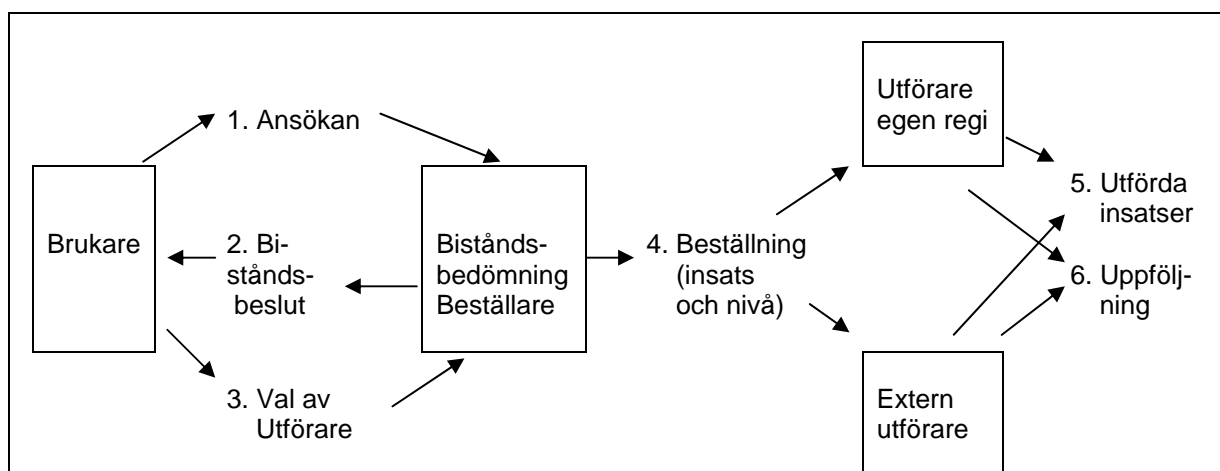 1. Ansökan
Brukare
2. Bi-
stånds-
beslut
3. Val av
Utförare
Bistånds-
bedömning
Beställare
4. Beställning
(insats
och nivå)
Utförare
egen regi
Extern
utförare
5. Utförda
insatser
6. Uppfölj-
ning